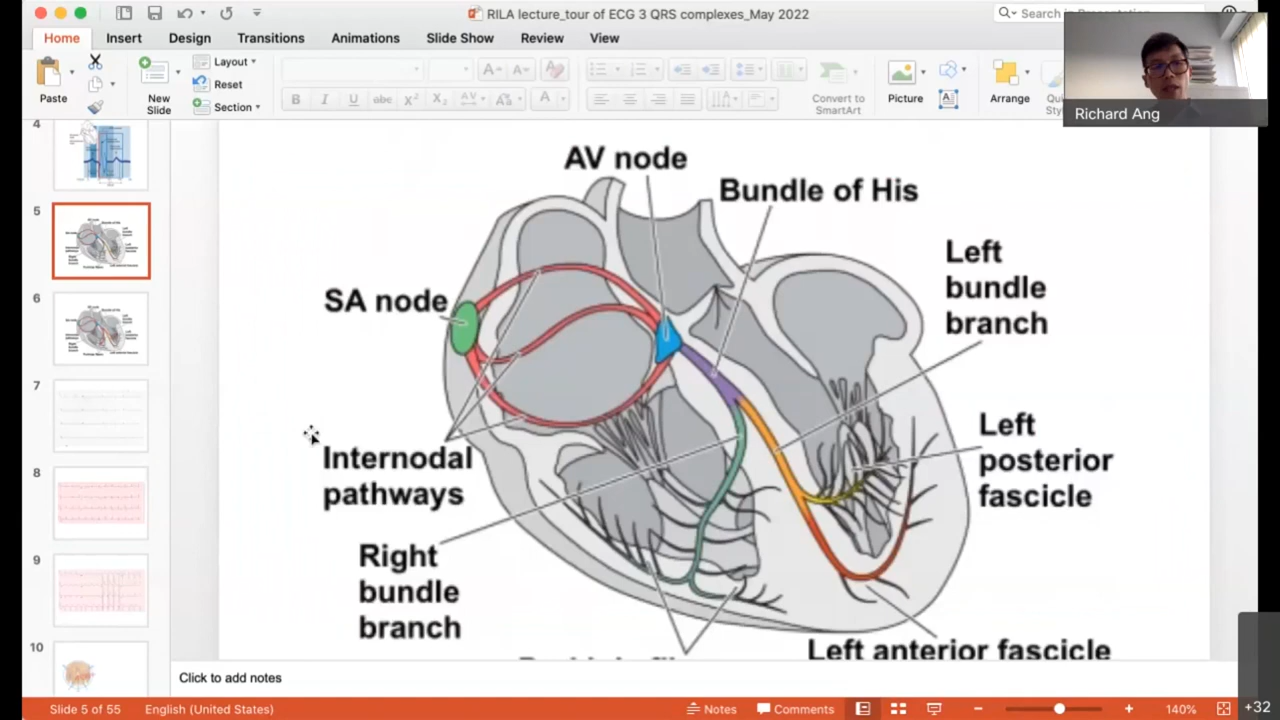 RILA lecture_tour of ECG 3 QRS complexes_May 2022
Search in Presentation
Richard Ang
Home Insert Design Transitions Animations Slide Show Review View
Paste
New
Slide
Layout
Reset
Section
B I U abc X² X₂ AV
Convert to
SmartArt
Picture
Arrange
4
5
6
7
8
9
10
AV node
Bundle of His
Left
bundle
branch
SA node
Left
posterior
fascicle
Internodal
pathways
Right
bundle
branch
Left anterior fascicle
Click to add notes
Slide 5 of 55
English (United States)
Notes
Comments
140%
+32